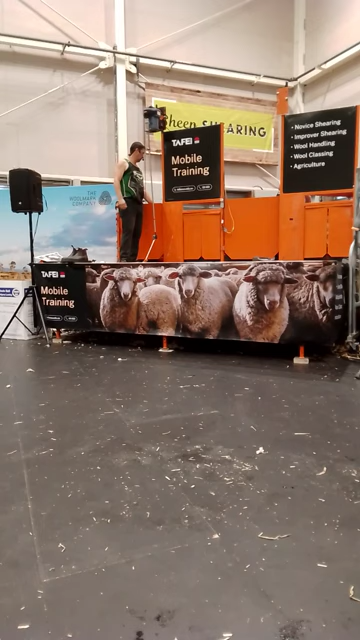 Sheep SHEARING
• Novice Shearing
• Improver Shearing
• Wool Handling
• Wool Classing
• Agriculture
TAFE
Mobile
Training
THE
WOOLMARK
COMPANY
TAFE
Mobile
Training